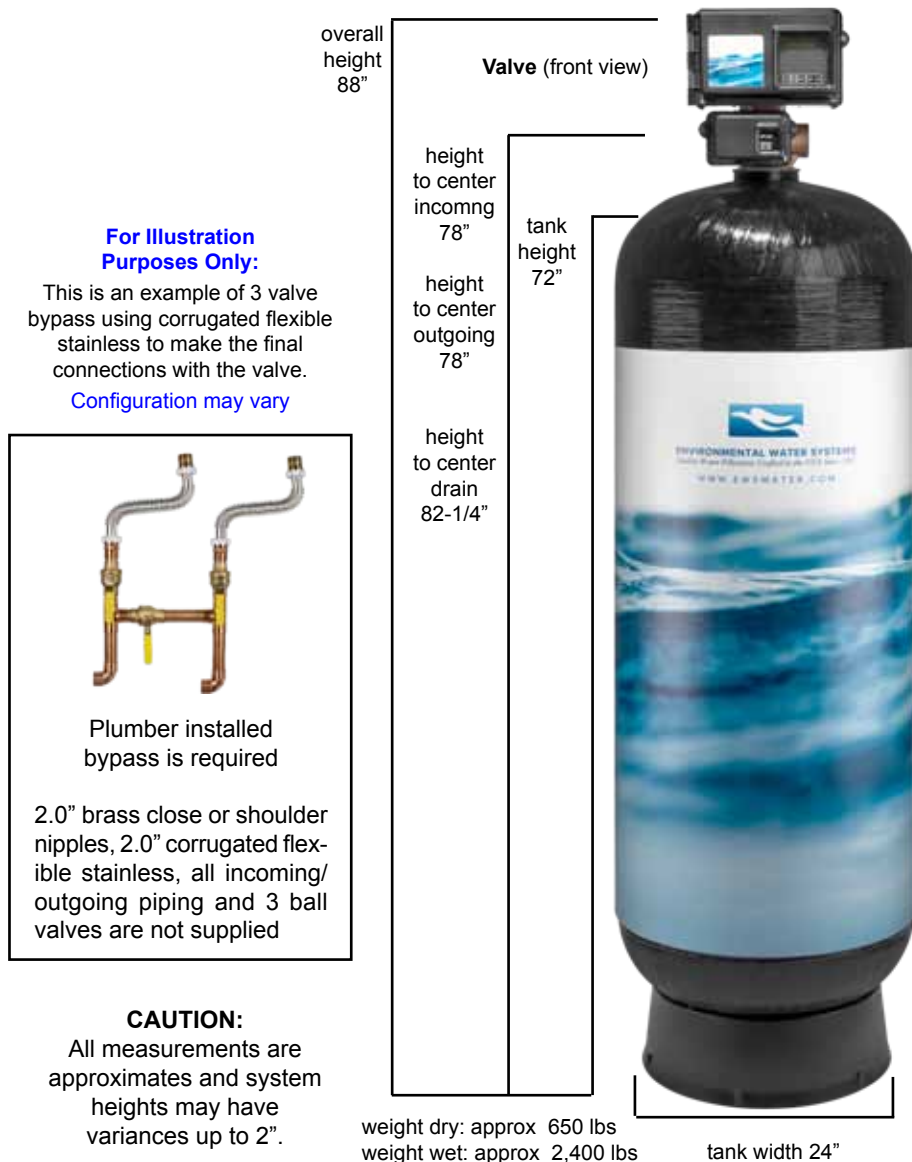 overall
height
88”
Valve (front view)
height
to center
incomng
78”
tank
height
72”
height
to center
outgoing
78”
height
to center
drain
82-1/4”
For Illustration
Purposes Only:
This is an example of 3 valve
bypass using corrugated flexible
stainless to make the final
connections with the valve.
Configuration may vary
Plumber installed
bypass is required
2.0” brass close or shoulder
nipples, 2.0” corrugated flex-
ible stainless, all incoming/
outgoing piping and 3 ball
valves are not supplied
CAUTION:
All measurements are
approximates and system
heights may have
variances up to 2”.
ENVIRONMENTAL WATER SYSTEMS
WWW.EWSWATER.COM
weight dry: approx 650 lbs
weight wet: approx 2,400 lbs
tank width 24”